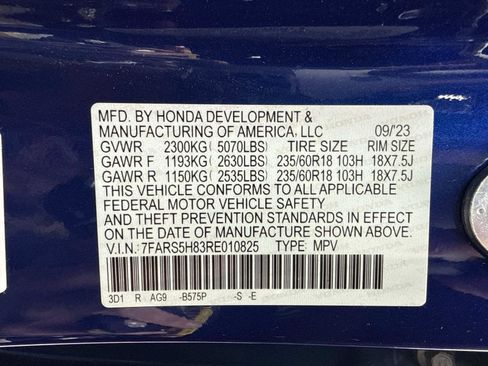 MFD. BY HONDA DEVELOPMENT &
MANUFACTURING OF AMERICA, LLC 09/'23
GVWR 2300KG( 5070LBS) TIRE SIZE RIM SIZE
GAWR F 1193KG( 2630LBS) 235/60R18 103H 18X7.5J
GAWR R 1150KG( 2535LBS) 235/60R18 103H 18X7.5J
THIS VEHICLE CONFORMS TO ALL APPLICABLE
FEDERAL MOTOR VEHICLE SAFETY
AND THEFT PREVENTION STANDARDS IN EFFECT
ON THE DATE OF MANUFACTURE SHOWN ABOVE.
V.I.N.: 7FARS5H83RE010825 TYPE: MPV
3D1 R AG9 -B575P -S -E